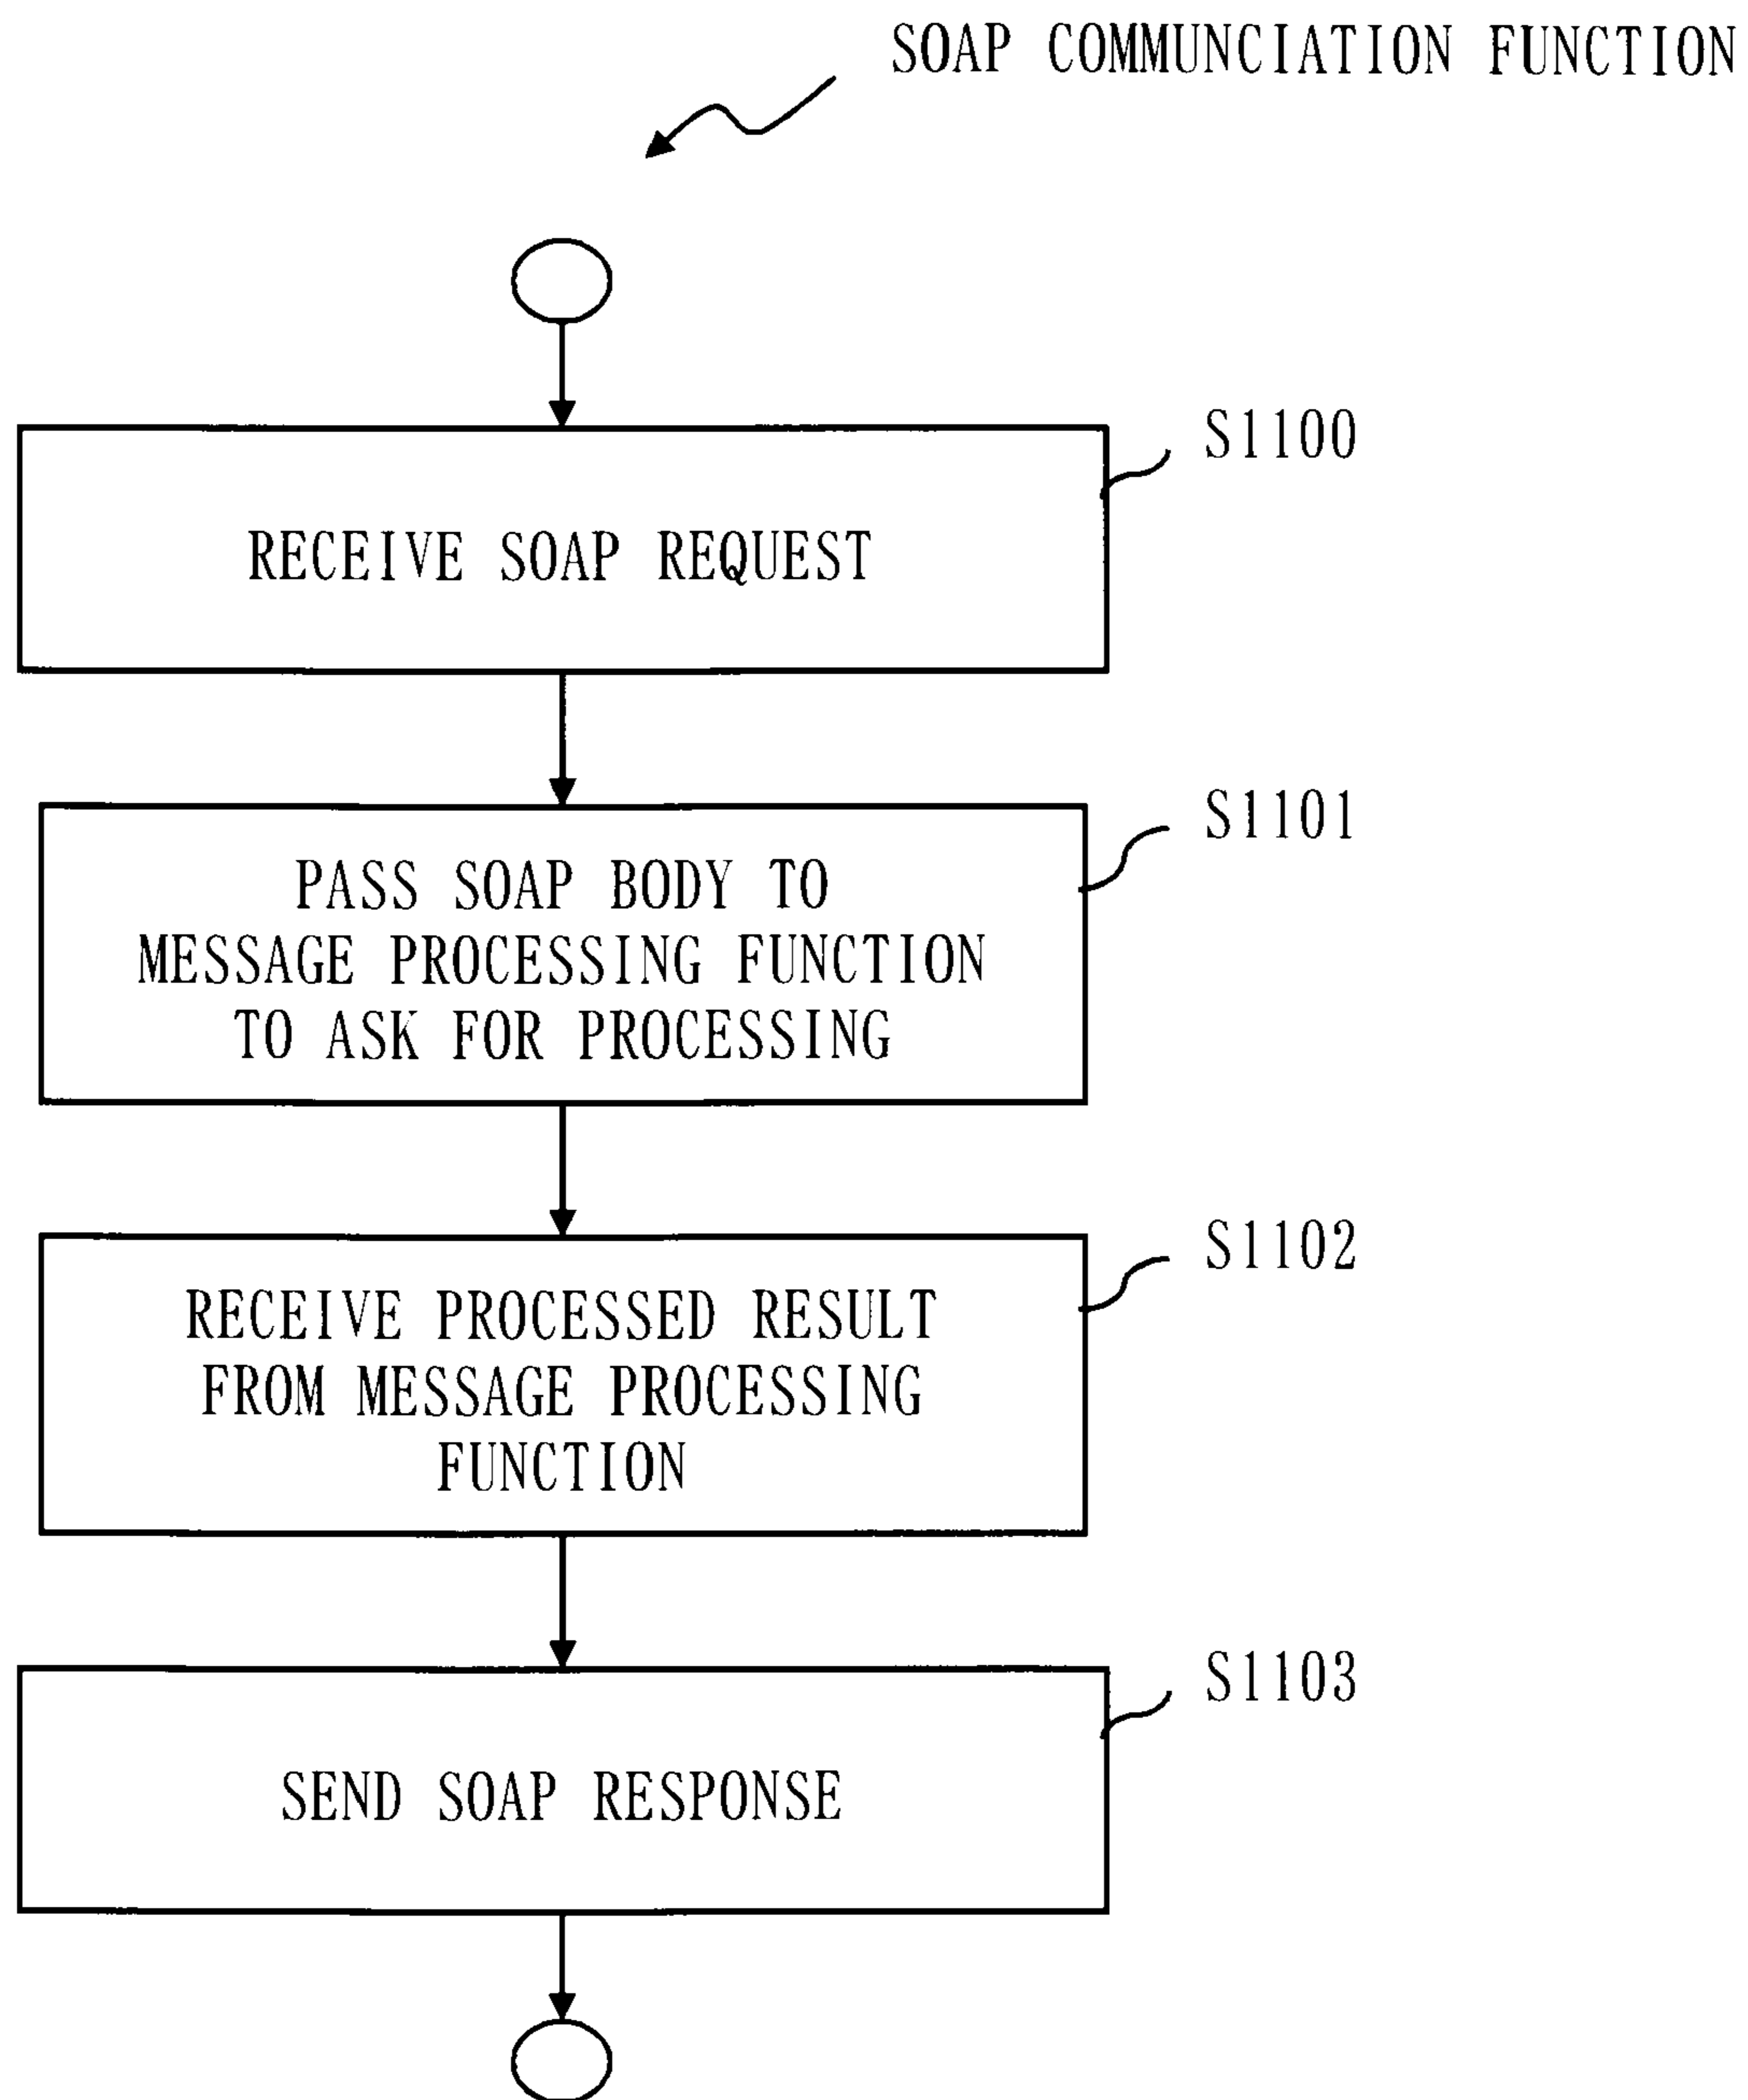 SOAP COMMUNCIATION FUNCTION
S1100
RECEIVE SOAP REQUEST
S1101
PASS SOAP BODY TO
MESSAGE PROCESSING FUNCTION
TO ASK FOR PROCESSING
S1102
RECEIVE PROCESSED RESULT
FROM MESSAGE PROCESSING
FUNCTION
S1103
SEND SOAP RESPONSE